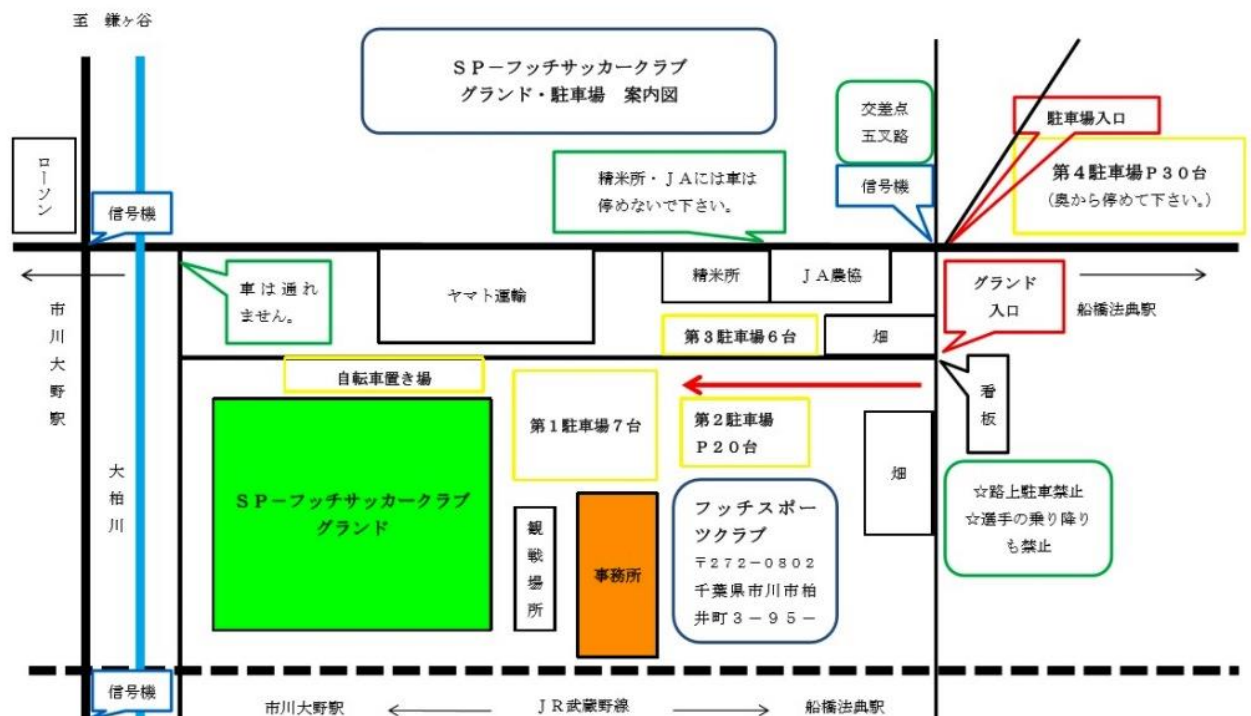 至　鎌ヶ谷
ＳＰ－フッチサッカークラブ
グランド・駐車場　案内図
交差点
五叉路
駐車場入口
第４駐車場Ｐ３０台
（奥から停めて下さい。）
ローソン
信号機
精米所・ＪＡには車は
停めないで下さい。
信号機
車は通れ
ません。
ヤマト運輸
精米所
ＪＡ農協
グランド
入口
船橋法典駅
市川大野駅
第３駐車場６台
畑
自転車置き場
第１駐車場７台
第２駐車場
Ｐ２０台
畑
看板
大柏川
ＳＰ－フッチサッカークラブ
グランド
観戦場所
事務所
フッチスポー
ツクラブ
〒２７２－０８０２
千葉県市川市柏
井町３－９５－
☆路上駐車禁止
☆選手の乗り降り
も禁止
信号機
市川大野駅
ＪＲ武蔵野線
船橋法典駅